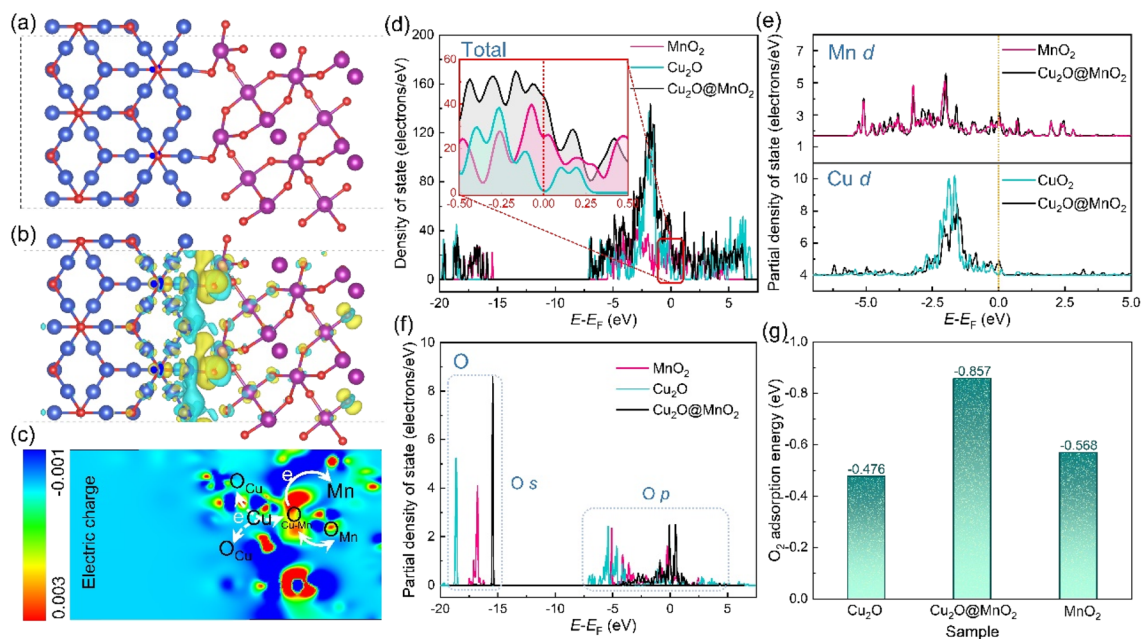 (a)
(b)
(c)
Electric charge
-0.001
0.003
O_Cu
e
Mn
e
Cu
O_Cu-Mn
O_Mn
O_Cu
(d)
Total
MnO₂
Cu₂O
Cu₂O@MnO₂
Density of state (electrons/eV)
200
160
120
80
40
0
60
40
20
0
-0.50
-0.25
0.00
0.25
0.50
-20
-15
-10
-5
0
5
E-E_F (eV)
(e)
Mn d
MnO₂
Cu₂O@MnO₂
Cu d
CuO₂
Cu₂O@MnO₂
Partial density of state (electrons/eV)
7
5
3
1
10
8
6
4
-5.0
-2.5
0.0
2.5
5.0
E-E_F (eV)
(f)
O
MnO₂
Cu₂O
Cu₂O@MnO₂
O s
O p
Partial density of state (electrons/eV)
10
8
6
4
2
0
-20
-15
-10
-5
0
5
E-E_F (eV)
(g)
O₂ adsorption energy (eV)
-1.0
-0.8
-0.6
-0.4
-0.2
0.0
-0.476
-0.857
-0.568
Cu₂O
Cu₂O@MnO₂
MnO₂
Sample